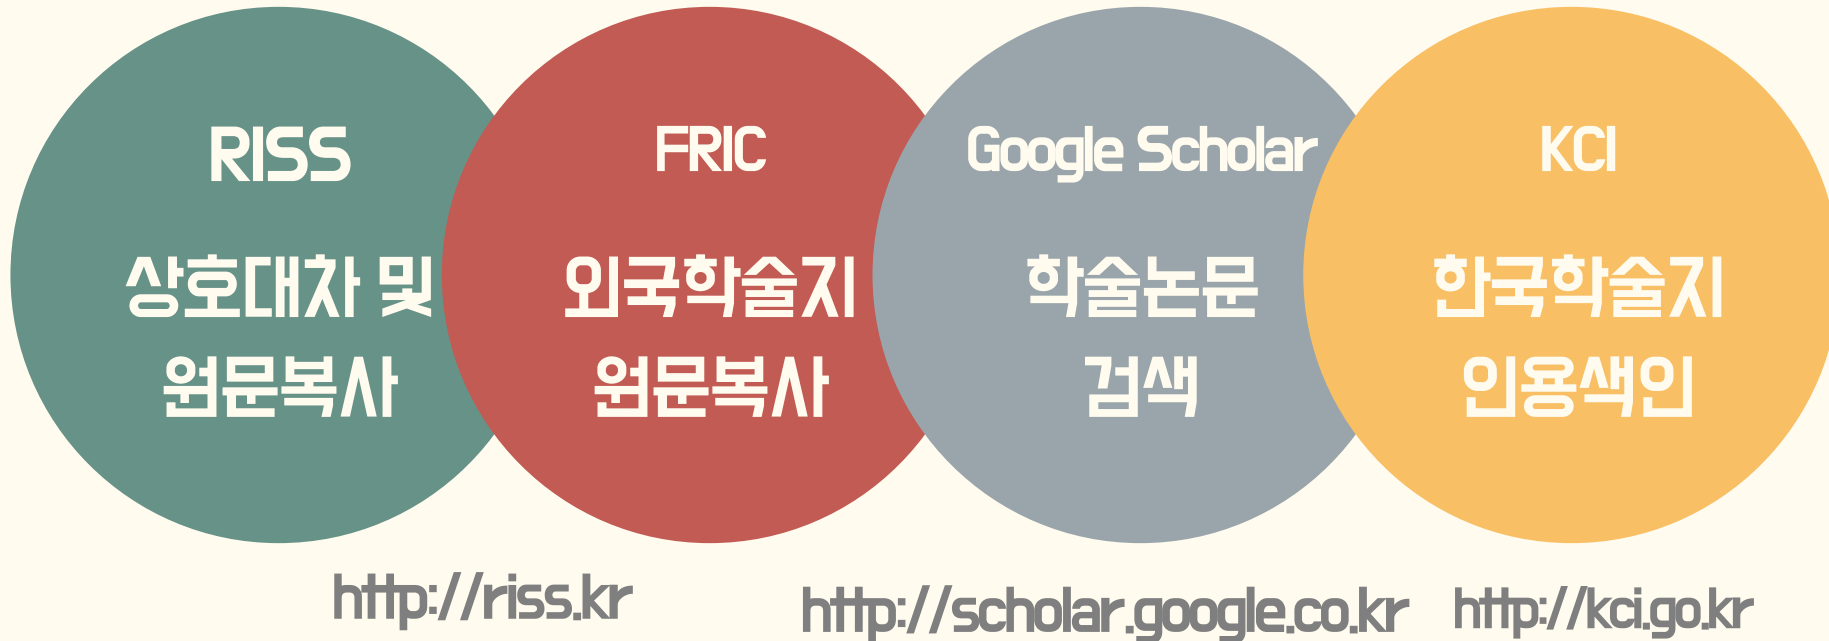 RISS
상호대차 및
원문복사
FRIC
외국학술지
원문복사
Google Scholar
학술논문
검색
KCI
한국학술지
인용색인
http://riss.kr
http://scholar.google.co.kr
http://kci.go.kr